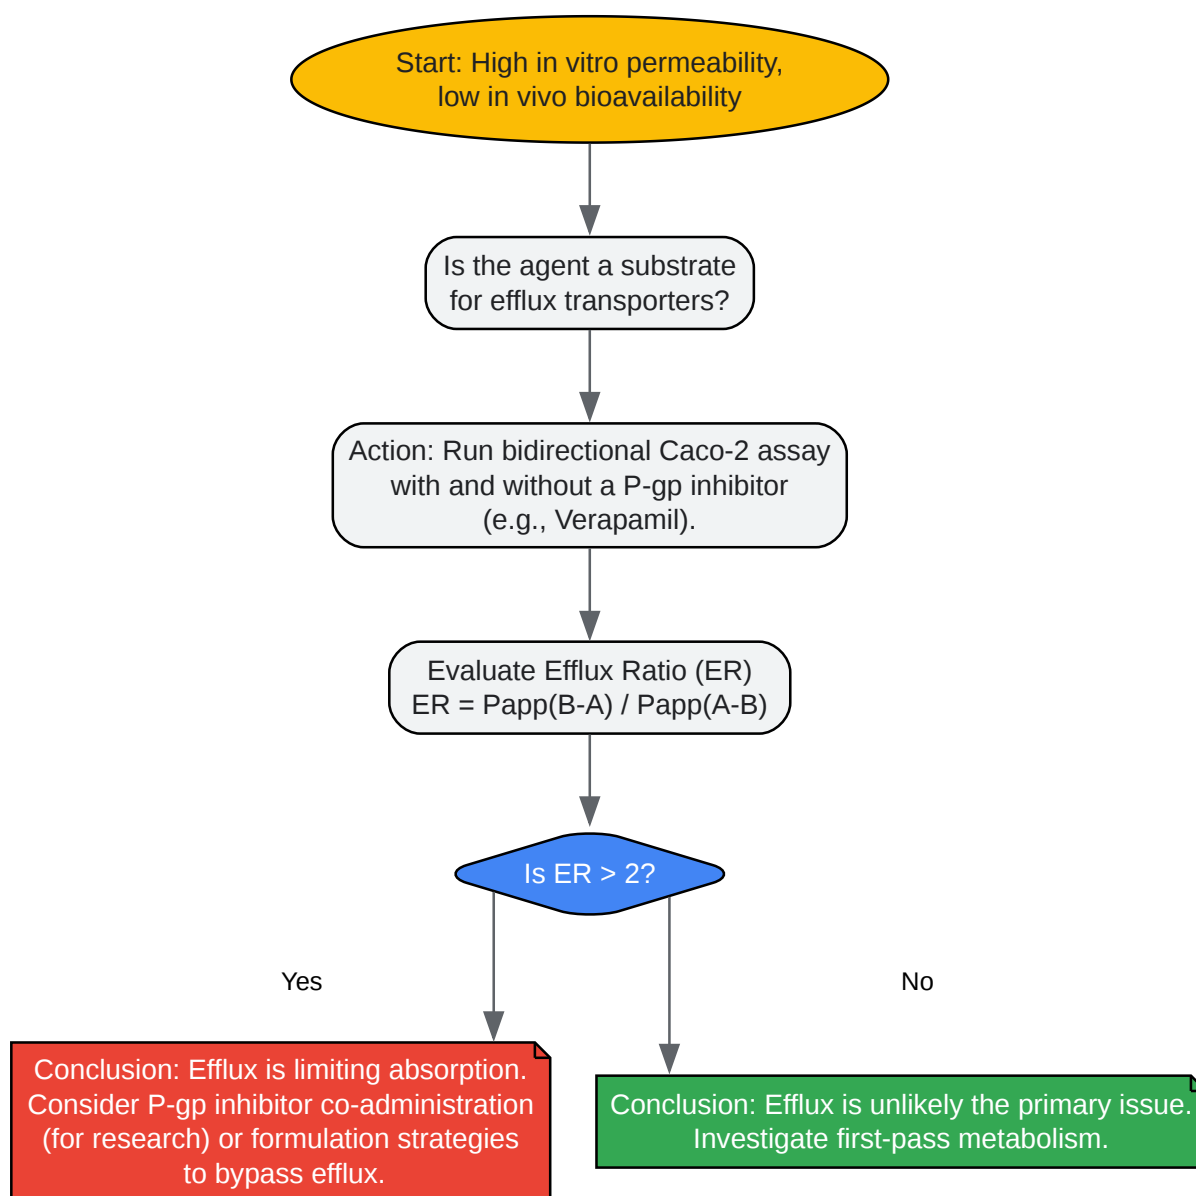 Start: High in vitro permeability,
low in vivo bioavailability
Is the agent a substrate
for efflux transporters?
Action: Run bidirectional Caco-2 assay
with and without a P-gp inhibitor
(e.g., Verapamil).
Evaluate Efflux Ratio (ER)
ER = Papp(B-A) / Papp(A-B)
Is ER > 2?
Yes
No
Conclusion: Efflux is limiting absorption.
Consider P-gp inhibitor co-administration
(for research) or formulation strategies
to bypass efflux.
Conclusion: Efflux is unlikely the primary issue.
Investigate first-pass metabolism.